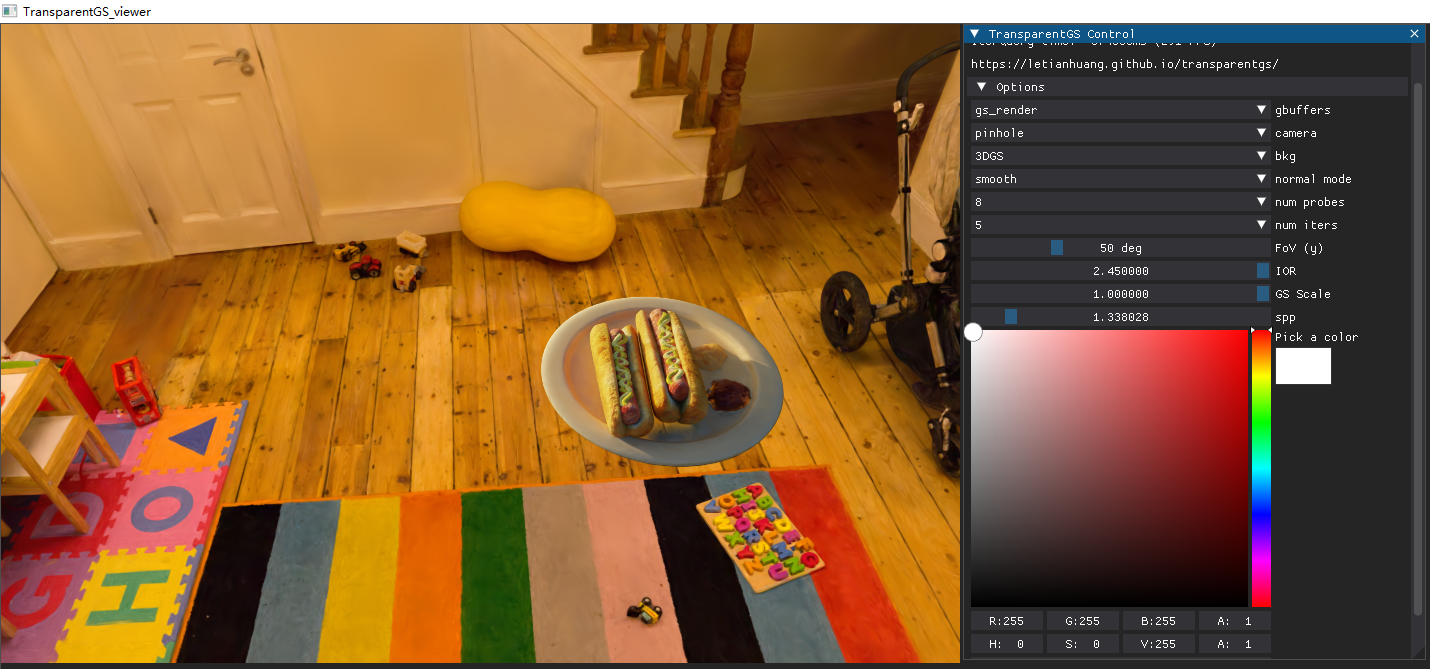 TransparentGS_viewer
TransparentGS Control
https://letianhuang.github.io/transparentgs/
Options
gs_render gbuffers
pinhole camera
3DGS bkg
smooth normal mode
8 num probes
5 num iters
50 deg FoV (y)
2.450000 IOR
1.000000 GS Scale
1.338028 spp
Pick a color
R:255 G:255 B:255 A: 1
H: 0 S: 0 V:255 A: 1
D O
G H